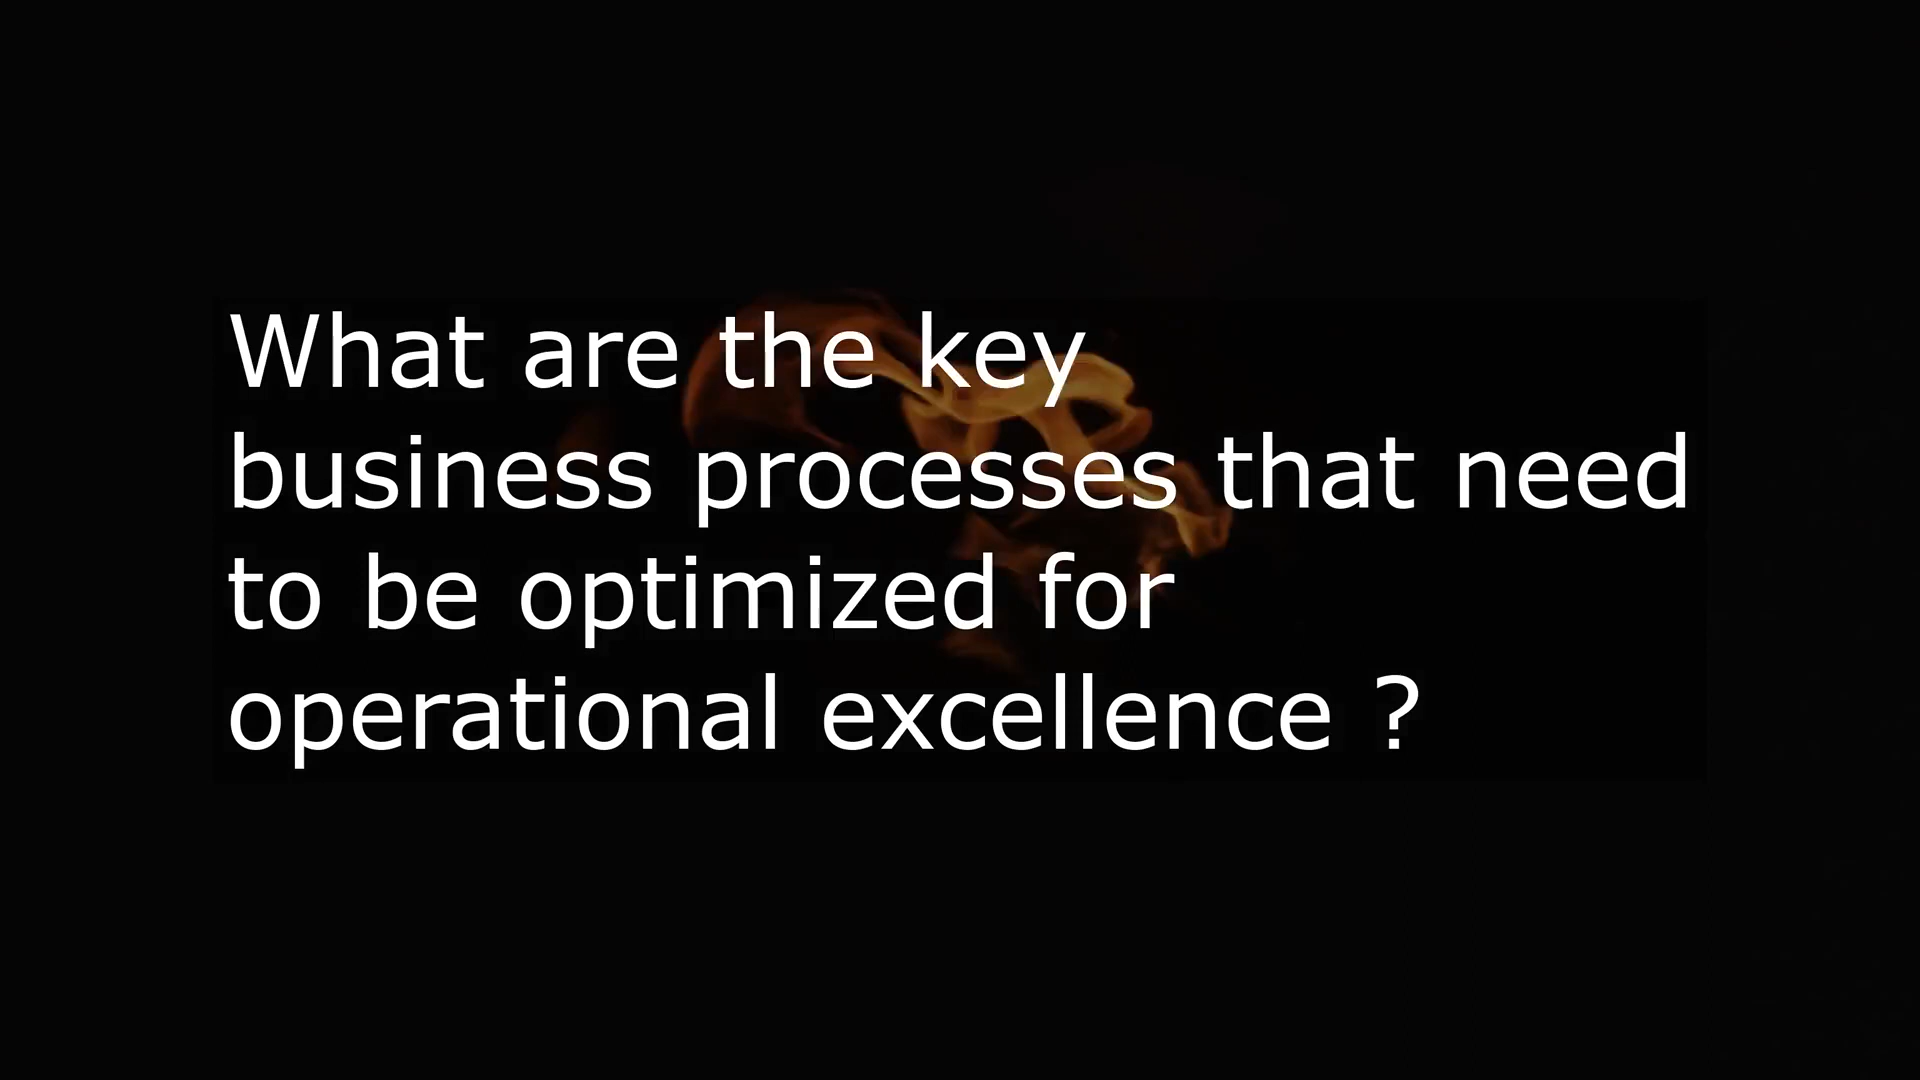 What are the key
business processes that need
to be optimized for
operational excellence ?